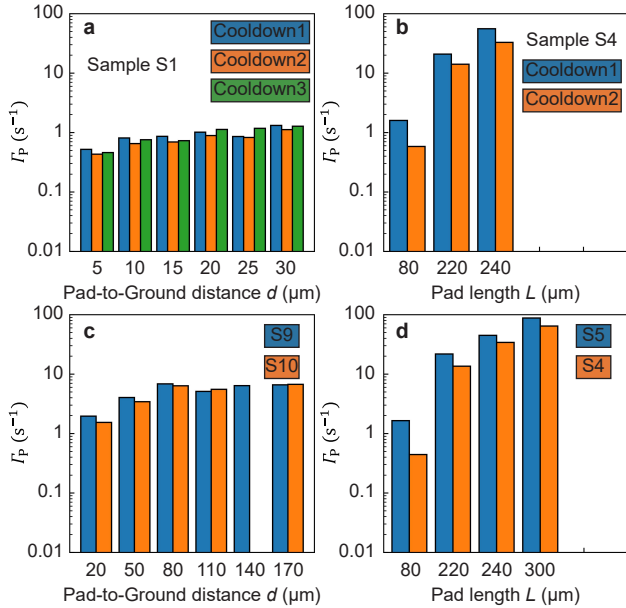 a
Sample S1
Cooldown1
Cooldown2
Cooldown3
100
10
1
0.1
0.01
Γ_P (s⁻¹)
5 10 15 20 25 30
Pad-to-Ground distance d (μm)
b
Sample S4
Cooldown1
Cooldown2
100
10
1
0.1
0.01
Γ_P (s⁻¹)
80 220 240
Pad length L (μm)
c
S9
S10
100
10
1
0.1
0.01
Γ_P (s⁻¹)
20 50 80 110 140 170
Pad-to-Ground distance d (μm)
d
S5
S4
100
10
1
0.1
0.01
Γ_P (s⁻¹)
80 220 240 300
Pad length L (μm)